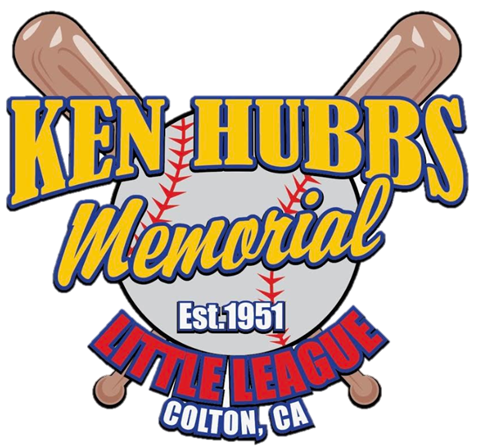 KEN HUBBS
Memorial
Est.1951
LITTLE LEAGUE
COLTON, CA